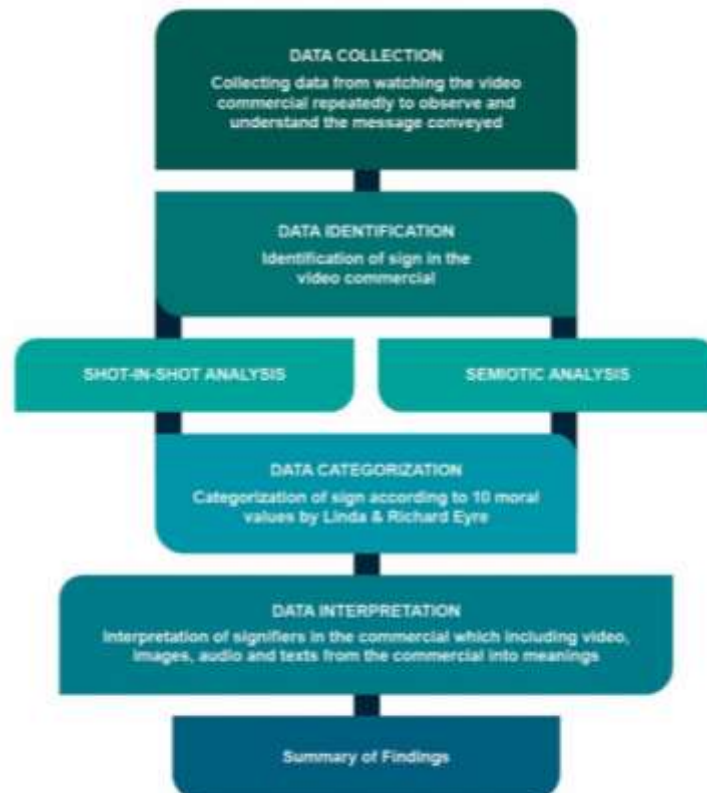 DATA COLLECTION
Collecting data from watching the video
commercial repeatedly to observe and
understand the message conveyed
DATA IDENTIFICATION
Identification of sign in the
video commercial
SHOT-IN-SHOT ANALYSIS
SEMIOTIC ANALYSIS
DATA CATEGORIZATION
Categorization of sign according to 10 moral
values by Linda & Richard Eyre
DATA INTERPRETATION
Interpretation of signifiers in the commercial which including video,
images, audio and texts from the commercial into meanings
Summary of Findings